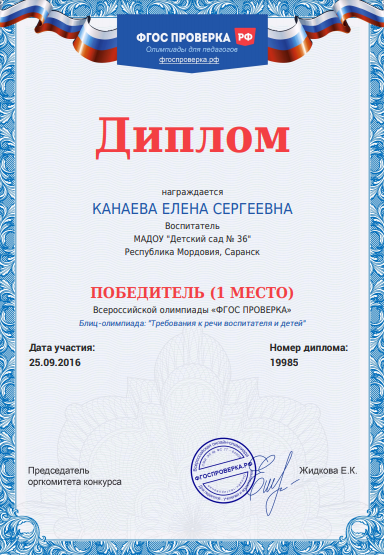 ФГОС ПРОВЕРКА РФ
Олимпиады для педагогов
фгоспроверка.рф
Диплом
награждается
КАНАЕВА ЕЛЕНА СЕРГЕЕВНА
Воспитатель
МАДОУ "Детский сад № 36"
Республика Мордовия, Саранск
ПОБЕДИТЕЛЬ (1 МЕСТО)
Всероссийской олимпиады «ФГОС ПРОВЕРКА»
Блиц-олимпиада: "Требования к речи воспитателя и детей"
Дата участия:
25.09.2016
Номер диплома:
19985
Председатель
оргкомитета конкурса
ФГОСПРОВЕРКА.РФ
Жидкова Е.К.